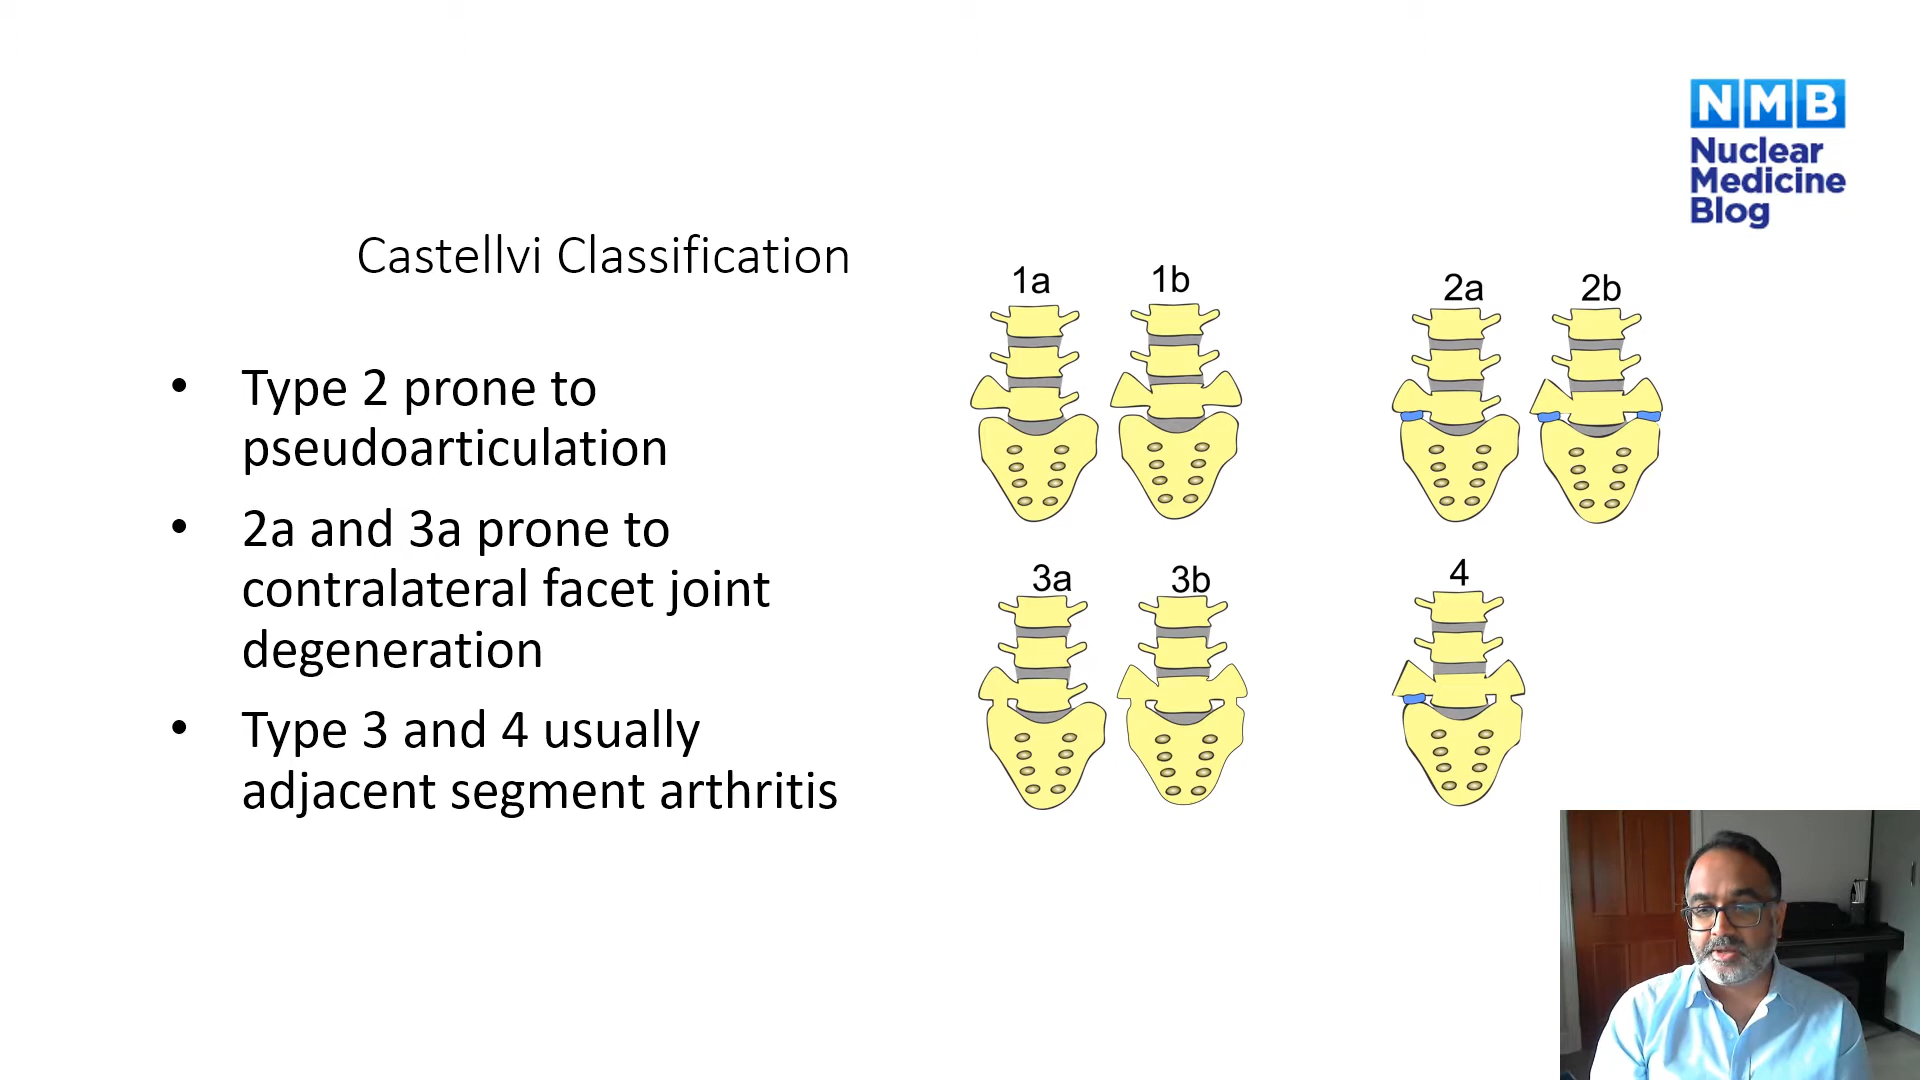 NMB
Nuclear
Medicine
Blog
Castellvi Classification
• Type 2 prone to
pseudoarticulation
• 2a and 3a prone to
contralateral facet joint
degeneration
• Type 3 and 4 usually
adjacent segment arthritis
1a 1b 2a 2b
3a 3b 4